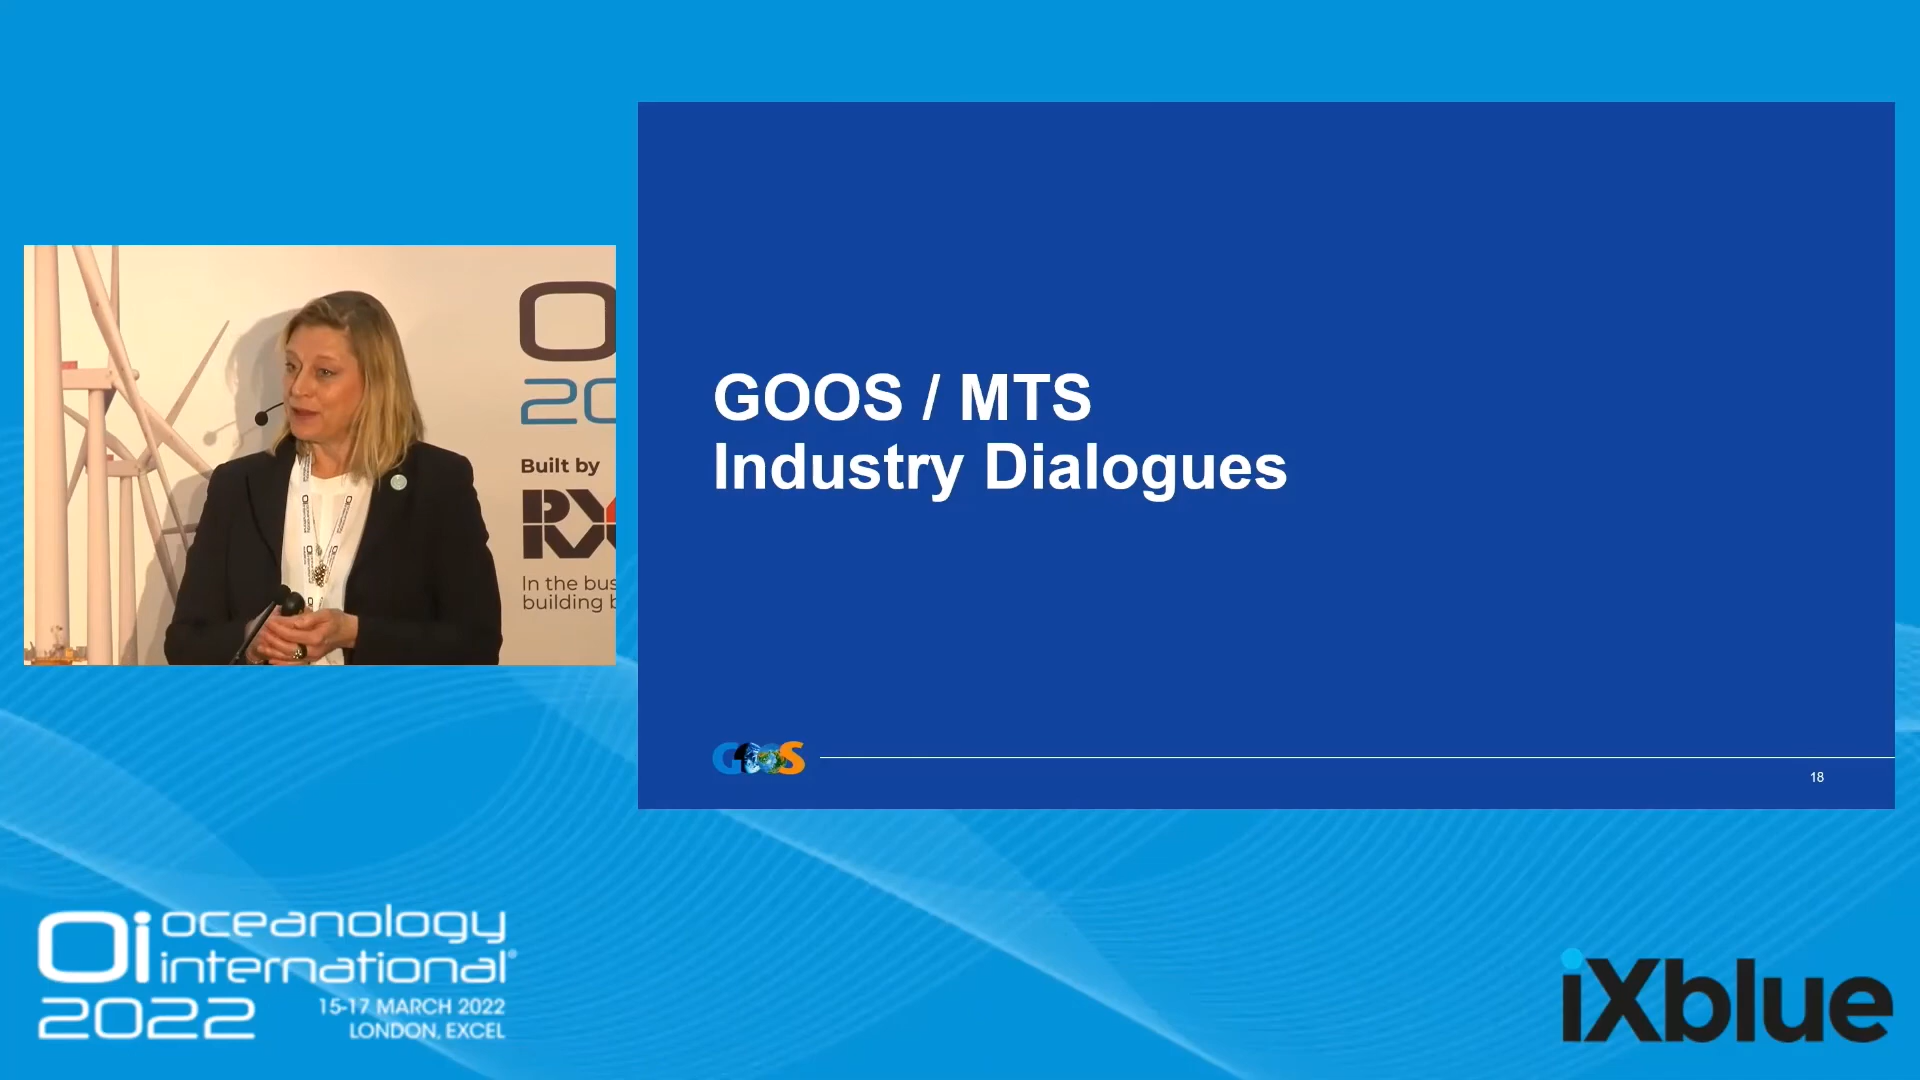 Built by
In the bus
building
GOOS / MTS
Industry Dialogues
GOOS
18
Oi oceanology
international
2022
15-17 MARCH 2022
LONDON, EXCEL
iXblue